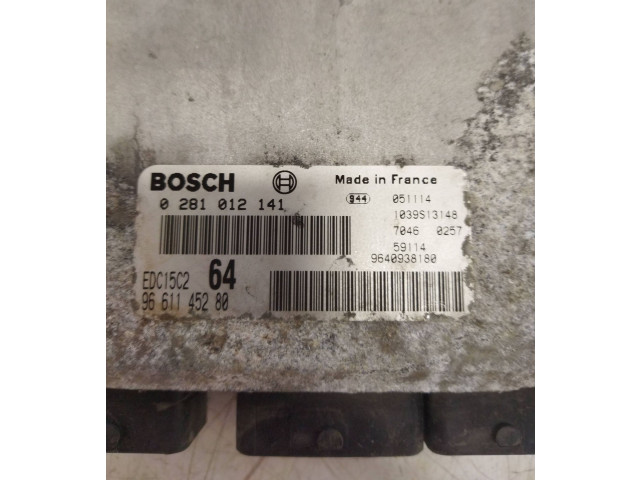 BOSCH
Made in France
0 281 012 141
944 051114
1039S13148
7046 0257
59114
9640938180
EDC15C2 64
96 611 452 80